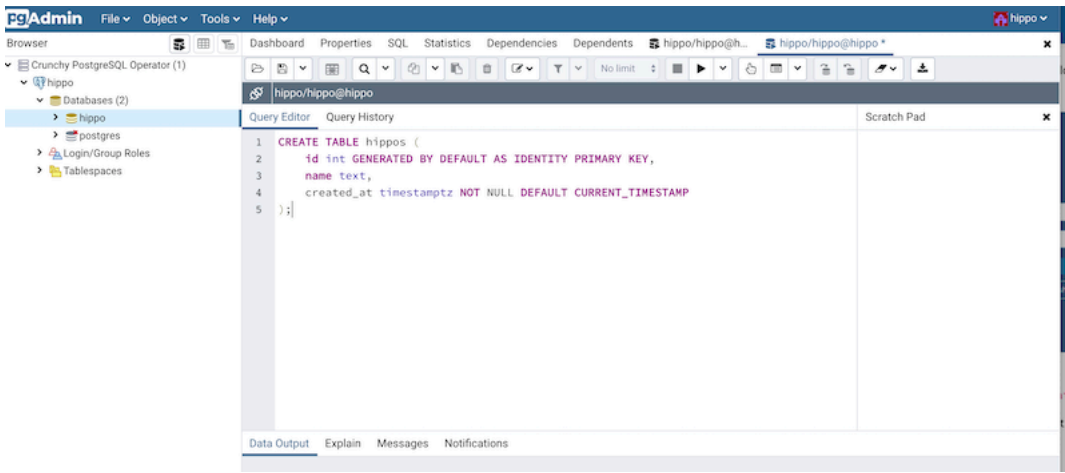 pgAdmin File Object Tools Help hippo
Browser
Dashboard Properties SQL Statistics Dependencies Dependents hippo/hippo@h... hippo/hippo@hippo *
Crunchy PostgreSQL Operator (1)
hippo
Databases (2)
hippo
postgres
Login/Group Roles
Tablespaces
No limit
hippo/hippo@hippo
Query Editor Query History
Scratch Pad
1 CREATE TABLE hippos (
2 id int GENERATED BY DEFAULT AS IDENTITY PRIMARY KEY,
3 name text,
4 created_at timestamptz NOT NULL DEFAULT CURRENT_TIMESTAMP
5 );
Data Output Explain Messages Notifications